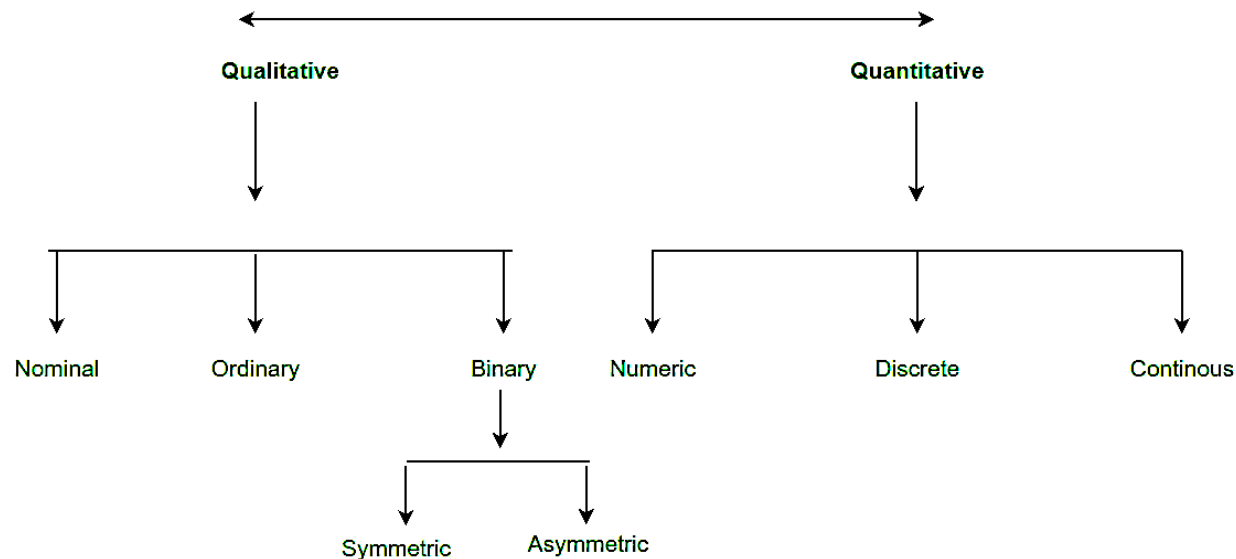 Qualitative
Quantitative
Nominal
Ordinary
Binary
Numeric
Discrete
Continous
Symmetric
Asymmetric